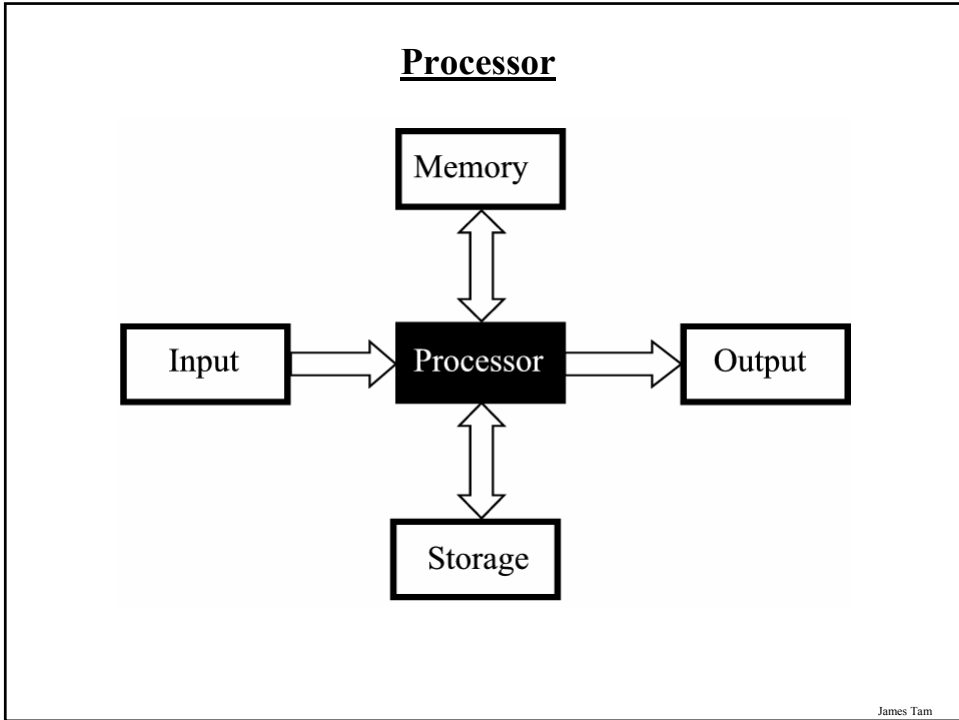 Processor
Memory
Input
Processor
Output
Storage
James Tam